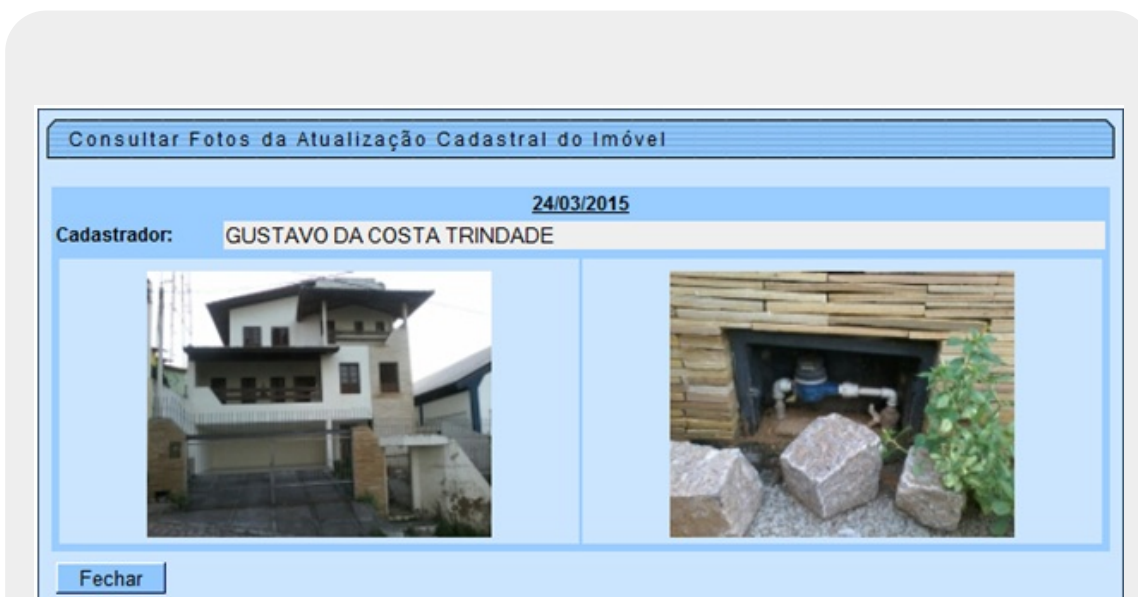 Consultar Fotos da Atualização Cadastral do Imóvel
24/03/2015
Cadastrador: GUSTAVO DA COSTA TRINDADE
Fechar